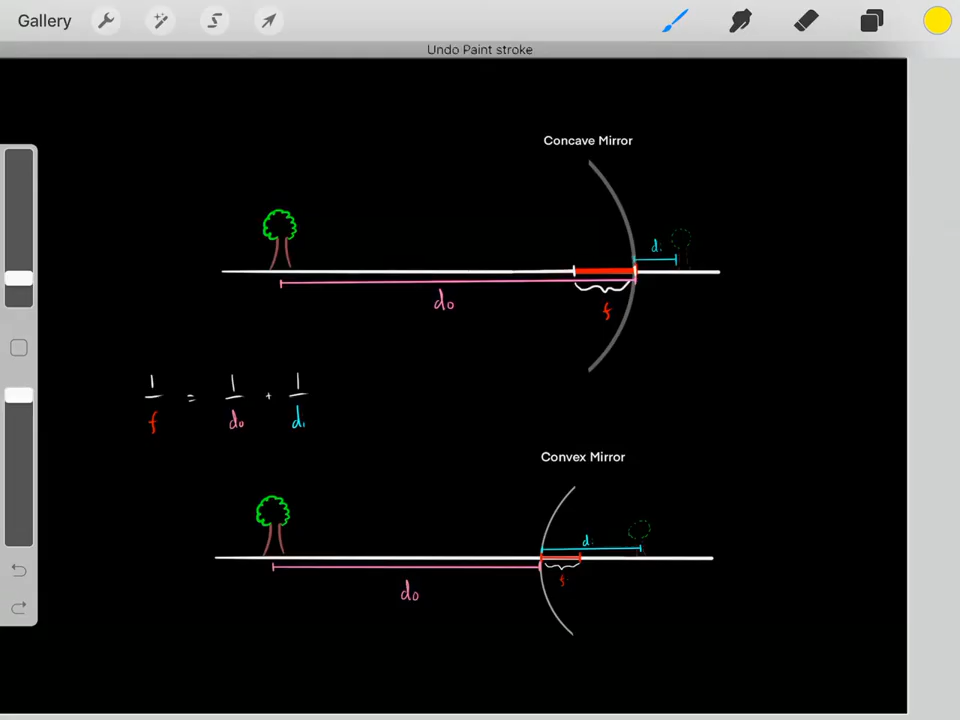 Gallery
Undo Paint stroke
Concave Mirror
di
do
f
1/f = 1/do + 1/di
Convex Mirror
di
f
do